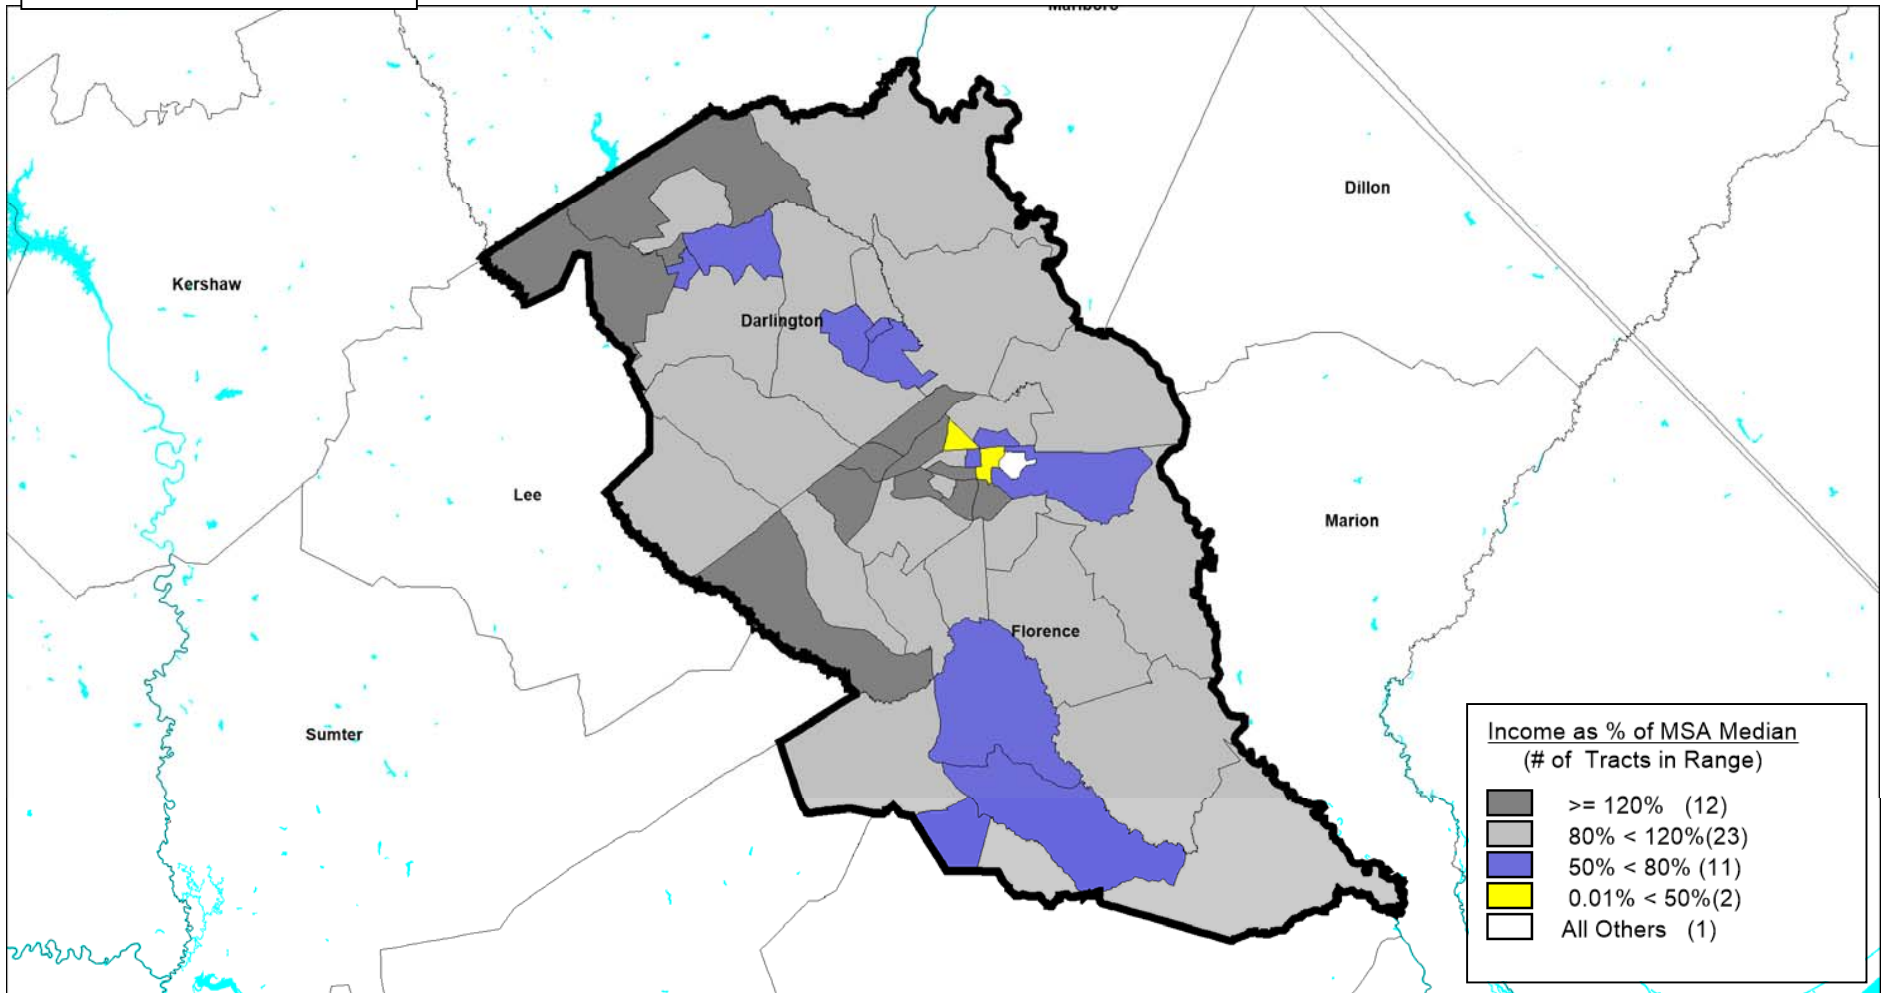 Marlboro
Dillon
Kershaw
Darlington
Lee
Marion
Florence
Sumter
Income as % of MSA Median
(# of Tracts in Range)
>= 120% (12)
80% < 120%(23)
50% < 80% (11)
0.01% < 50%(2)
All Others (1)